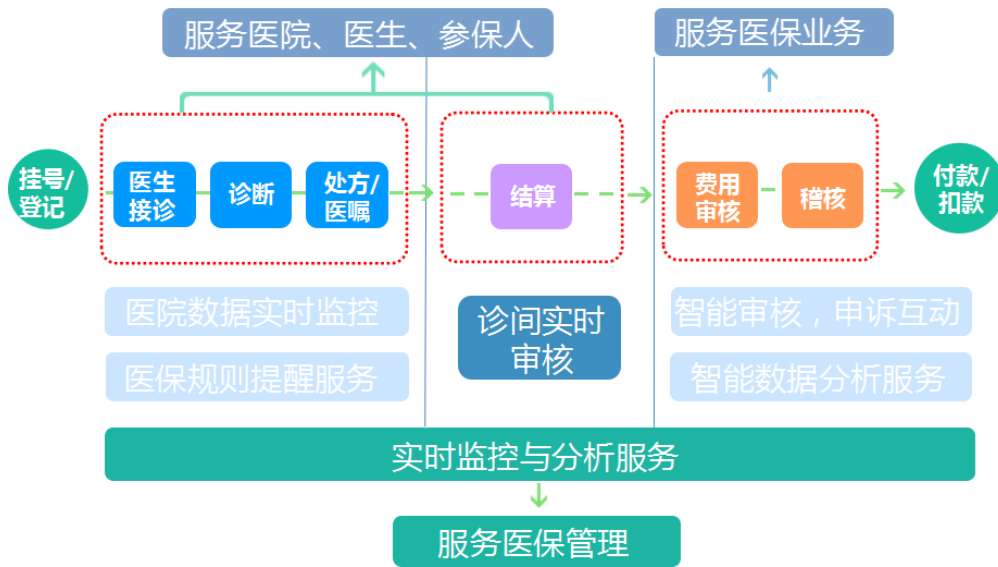 服务医院、医生、参保人
服务医保业务
挂号/
登记
医生
接诊
诊断
处方/
医嘱
结算
费用
审核
稽核
付款/
扣款
医院数据实时监控
医保规则提醒服务
诊间实时
审核
智能审核，申诉互动
智能数据分析服务
实时监控与分析服务
服务医保管理